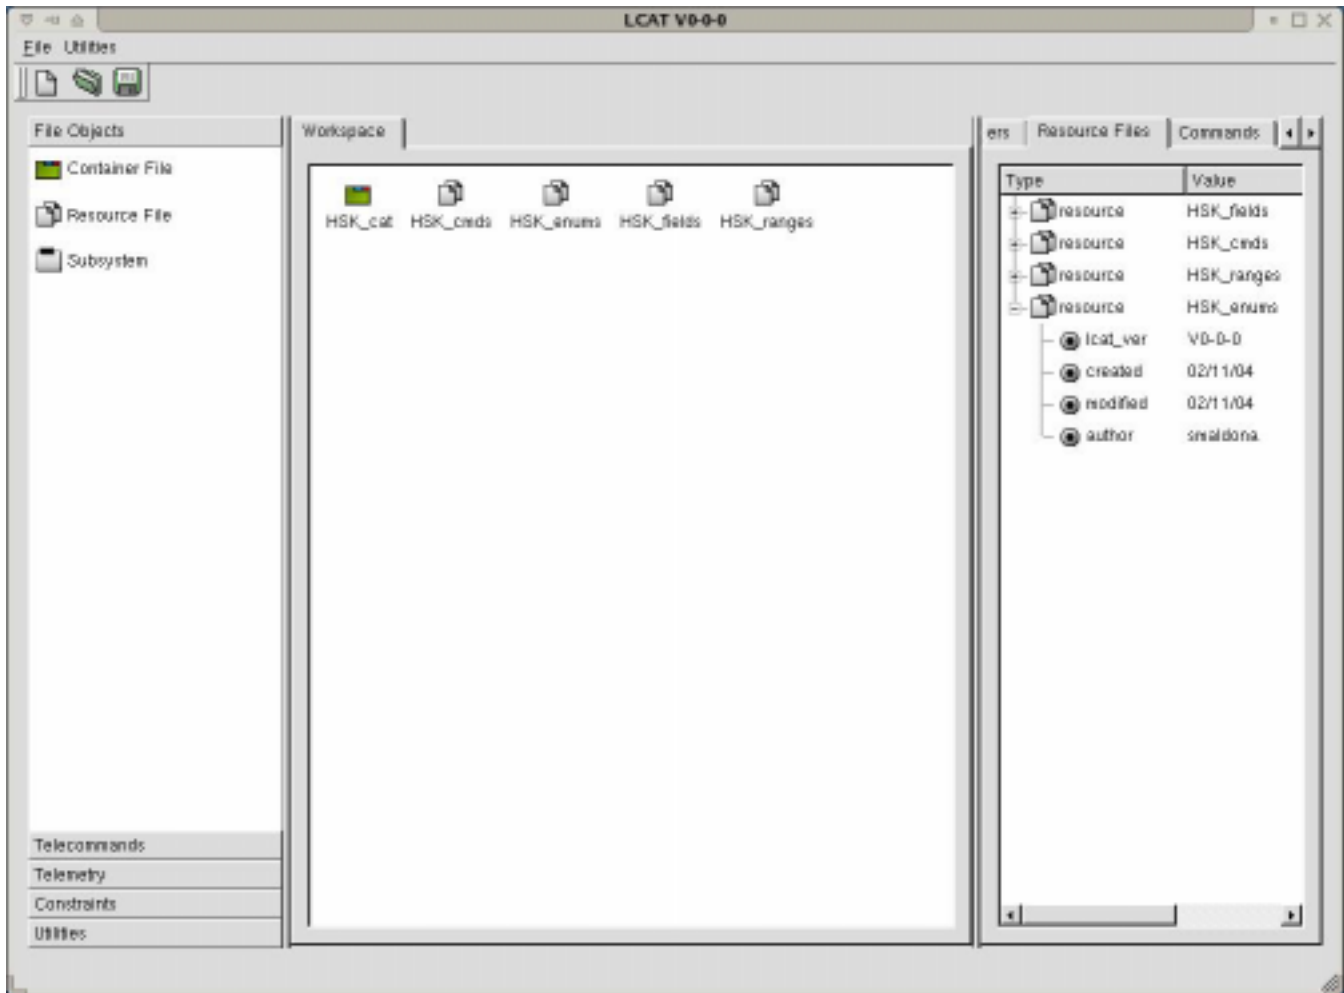 LCAT V0-0-0
File Utilities
File Objects
Container File
Resource File
Subsystem
Telecommands
Telemetry
Constraints
Utilities
Workspace
HSK_cat HSK_cmds HSK_enums HSK_fields HSK_ranges
ers Resource Files Commands
Type Value
resource HSK_fields
resource HSK_cmds
resource HSK_ranges
resource HSK_enums
lcat_ver V0-0-0
created 02/11/04
modified 02/11/04
author smaldona